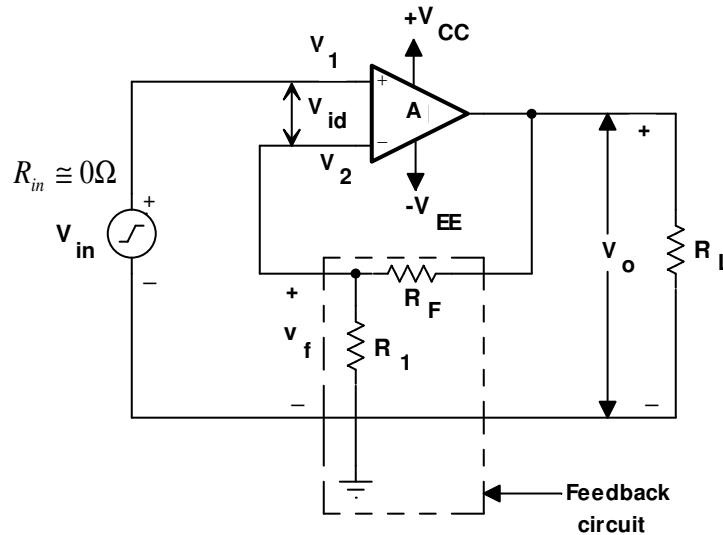 +V CC
V 1
+
A
V id
−
V 2
-V EE
R_in ≅ 0Ω
+
V in
−
+
V o
R L
−
+
v f
−
R F
R 1
Feedback
circuit